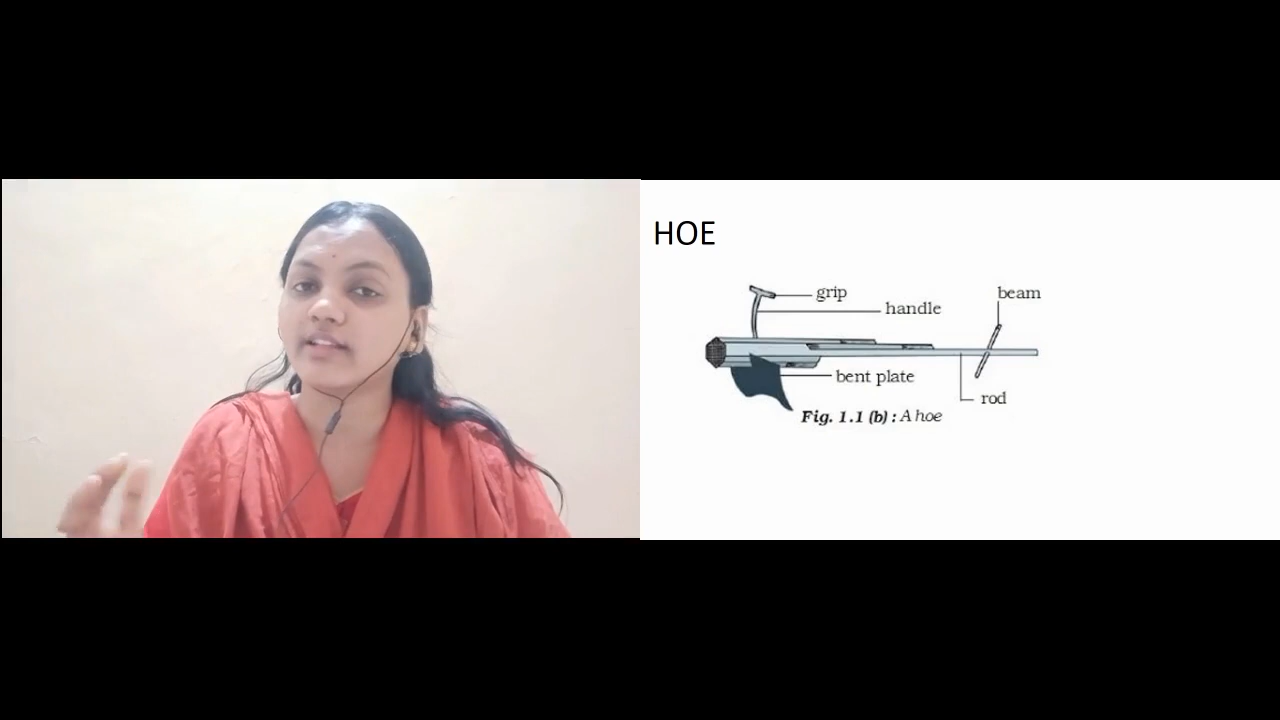 HOE
grip
handle
beam
bent plate
rod
Fig. 1.1 (b) : A hoe